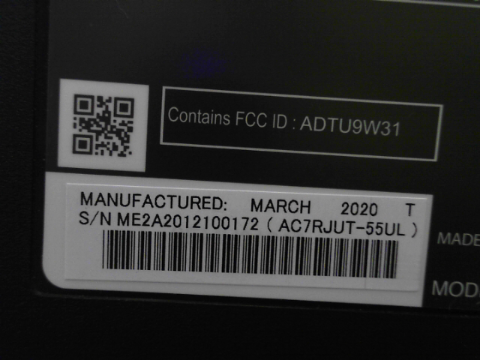 Contains FCC ID : ADTU9W31
MANUFACTURED: MARCH 2020 T
S/N ME2A2012100172 ( AC7RJUT-55UL )
MADE
MOD